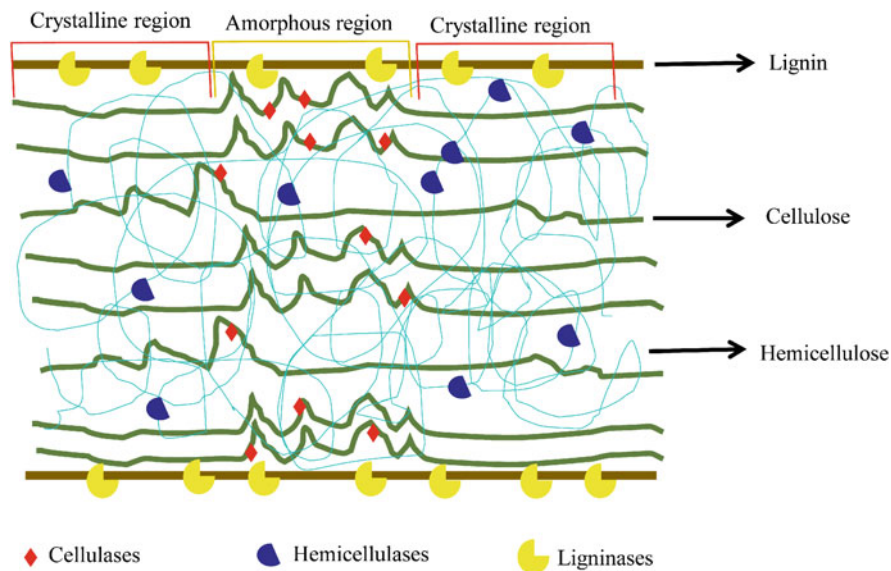 Crystalline region Amorphous region Crystalline region
Lignin
Cellulose
Hemicellulose
Cellulases Hemicellulases Ligninases